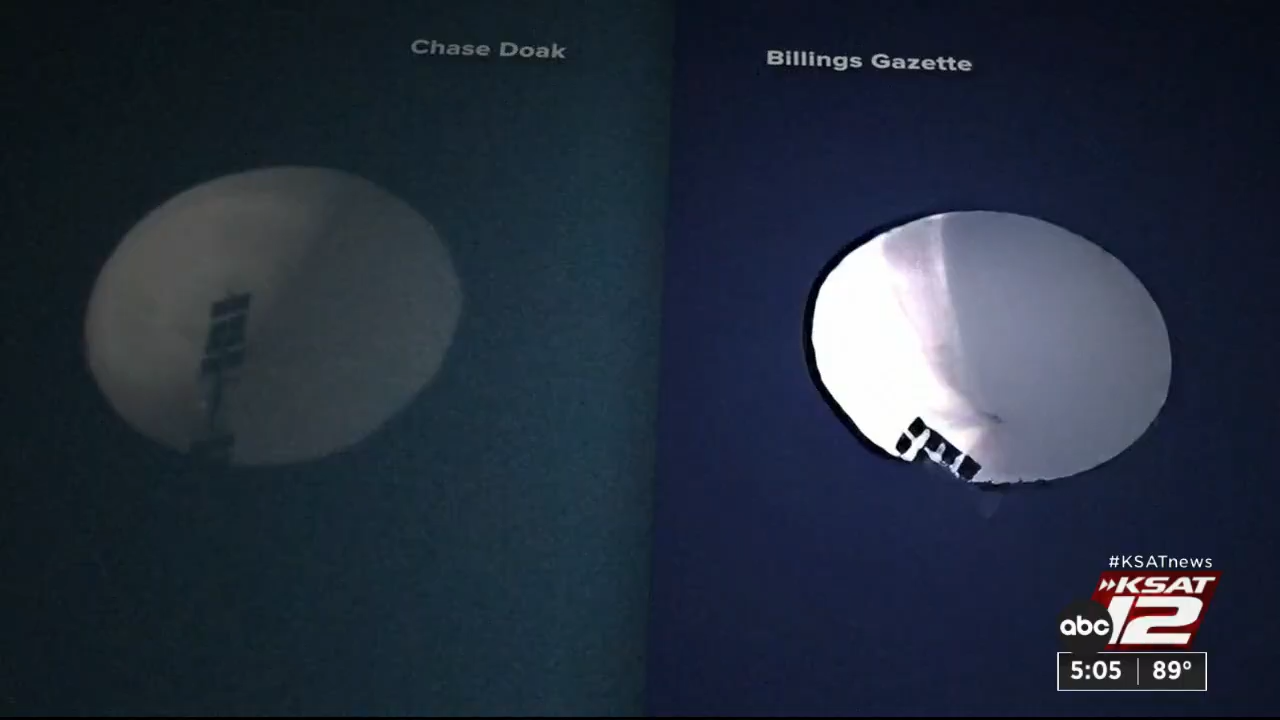 Chase Doak
Billings Gazette
#KSATnews
KSAT
abc 12
5:05 89°